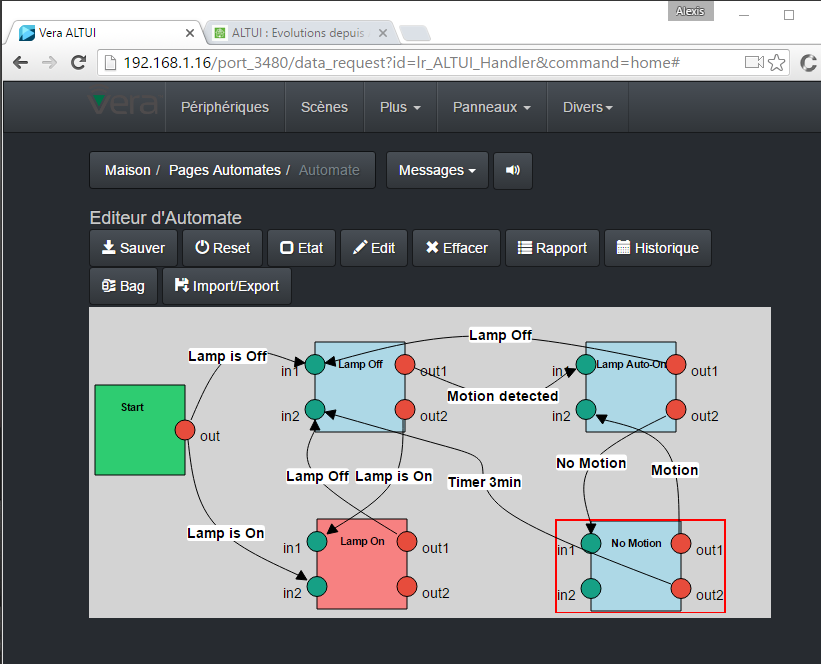 Alexis
Vera ALTUI
ALTUI : Evolutions depuis
192.168.1.16/port_3480/data_request?id=lr_ALTUI_Handler&command=home#
vera
Périphériques
Scènes
Plus
Panneaux
Divers
Maison / Pages Automates / Automate
Messages
Editeur d'Automate
Sauver
Reset
Etat
Edit
Effacer
Rapport
Historique
Bag
Import/Export
Lamp Off
Lamp is Off
Lamp Off
Lamp Auto-On
in1
out1
in1
out1
Motion detected
Start
in2
out2
in2
out2
out
No Motion
Motion
Lamp Off
Lamp is On
Timer 3min
Lamp is On
Lamp On
No Motion
in1
out1
in1
out1
in2
out2
in2
out2